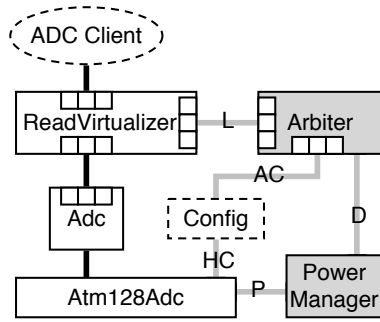 ADC Client
ReadVirtualizer
L
Arbiter
AC
Adc
Config
D
HC
Atm128Adc
P
Power
Manager